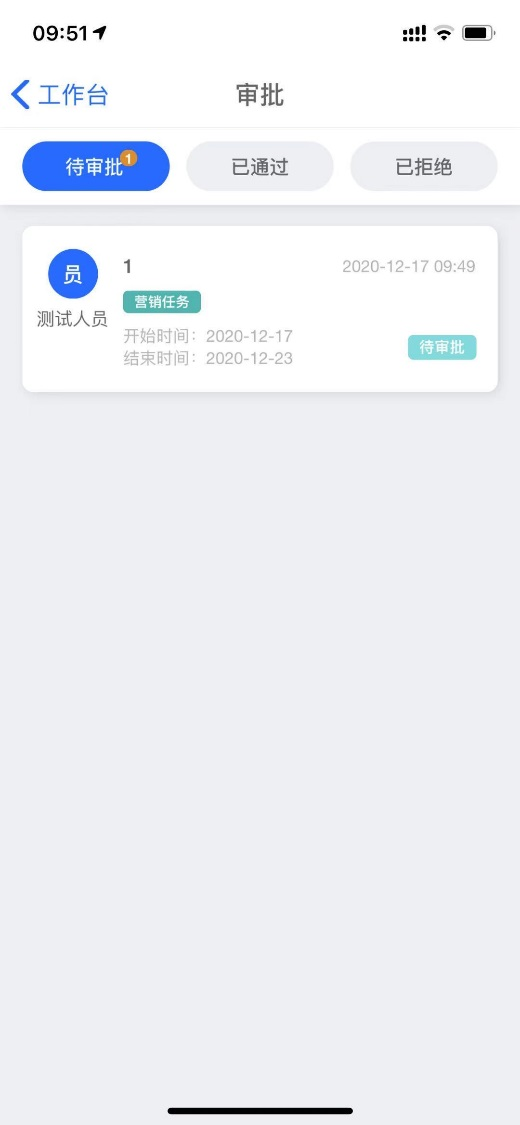 09:51
工作台
审批
待审批 1
已通过
已拒绝
员
测试人员
1
2020-12-17 09:49
营销任务
开始时间：2020-12-17
结束时间：2020-12-23
待审批